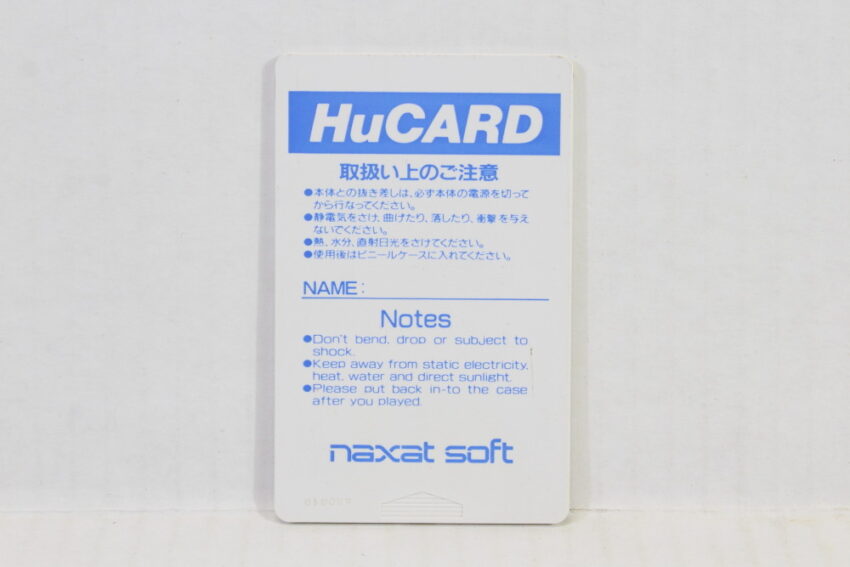 HuCARD
取扱い上のご注意
●本体との抜き差しは、必ず本体の電源を切って
から行なってください。
●静電気をさけ、曲げたり、落したり、衝撃を与え
ないでください。
●熱、水分、直射日光をさけてください。
●使用後はビニールケースに入れてください。
NAME:
Notes
●Don't bend, drop or subject to
shock.
●Keep away from static electricity,
heat, water and direct sunlight.
●Please put back in-to the case
after you played.
naxat soft